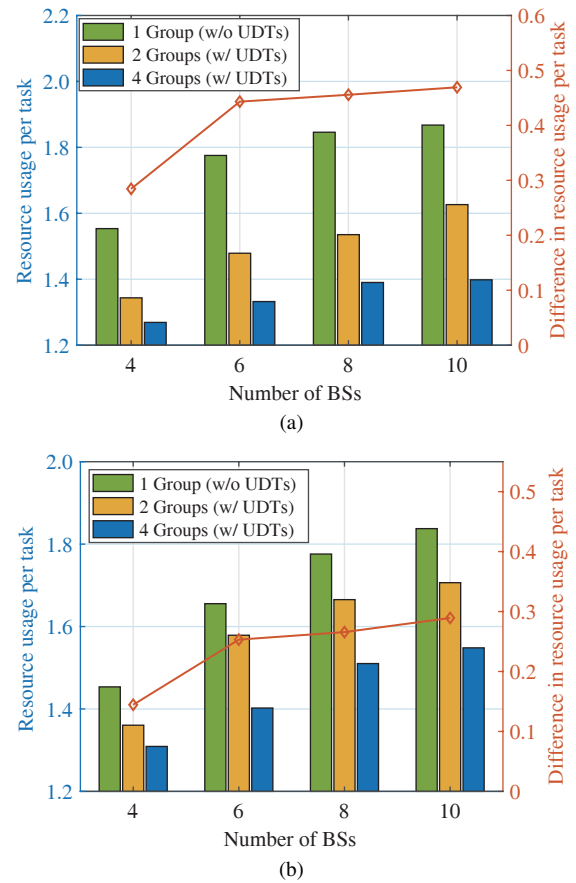 2.2
2.0
1.8
1.6
1.4
1.2
Resource usage per task
1 Group (w/o UDTs)
2 Groups (w/ UDTs)
4 Groups (w/ UDTs)
0.6
0.5
0.4
0.3
0.2
0.1
0
Difference in resource usage per task
4 6 8 10
Number of BSs
(a)
2.0
1.8
1.6
1.4
1.2
Resource usage per task
1 Group (w/o UDTs)
2 Groups (w/ UDTs)
4 Groups (w/ UDTs)
0.5
0.4
0.3
0.2
0.1
0
Difference in resource usage per task
4 6 8 10
Number of BSs
(b)